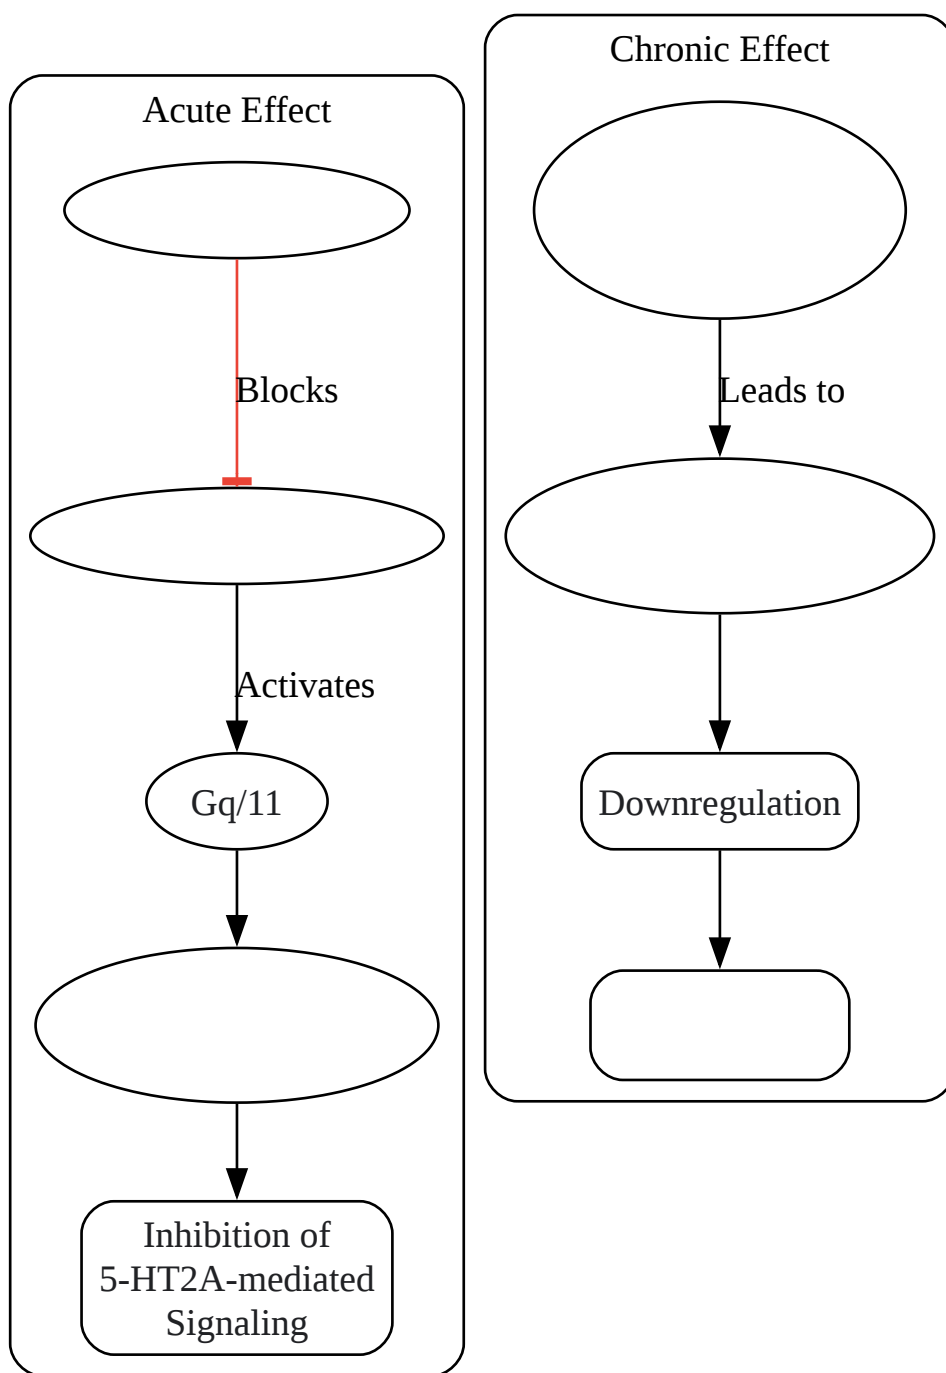 Acute Effect
Blocks
Activates
Gq/11
Inhibition of
5-HT2A-mediated
Signaling
Chronic Effect
Leads to
Downregulation